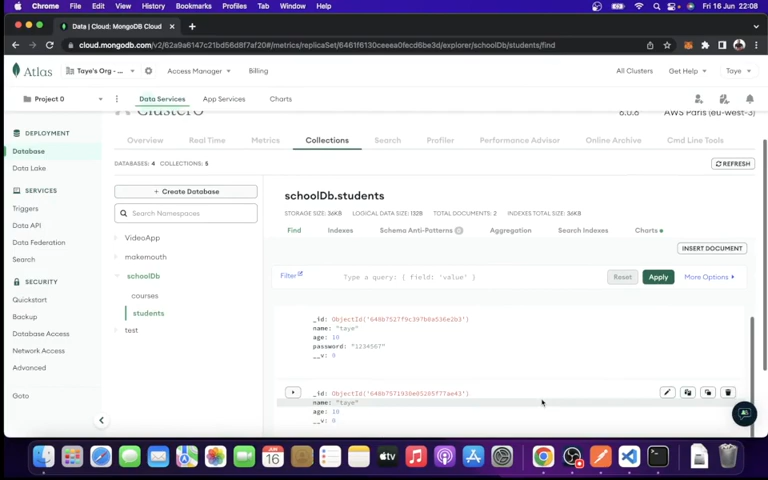 Chrome File Edit View History Bookmarks Profiles Tab Window Help Fri 16 Jun 22:08
Data | Cloud: MongoDB Cloud
cloud.mongodb.com/v2/62a9a6147c21bd56d8f7af20#/metrics/replicaSet/6461f6130ceeea0fecd6be3d/explorer/schoolDb/students/find
Atlas Taye's Org - ... Access Manager Billing All Clusters Get Help Taye
Project 0 Data Services App Services Charts
Cluster0 6.0.6 AWS Paris (eu-west-3)
DEPLOYMENT
Database
Data Lake
SERVICES
Triggers
Data API
Data Federation
Search
SECURITY
Quickstart
Backup
Database Access
Network Access
Advanced
Goto
Overview Real Time Metrics Collections Search Profiler Performance Advisor Online Archive Cmd Line Tools
DATABASES: 4 COLLECTIONS: 5 REFRESH
+ Create Database
Search Namespaces
VideoApp
makemouth
schoolDb
courses
students
test
schoolDb.students
STORAGE SIZE: 36KB LOGICAL DATA SIZE: 132B TOTAL DOCUMENTS: 2 INDEXES TOTAL SIZE: 36KB
Find Indexes Schema Anti-Patterns 0 Aggregation Search Indexes Charts
INSERT DOCUMENT
Filter Type a query: { field: 'value' } Reset Apply More Options
_id: ObjectId('648b7527f9c397b0a536e2b3')
name: "taye"
age: 10
password: "1234567"
__v: 0
_id: ObjectId('648b7571930e05285f77ae43')
name: "taye"
age: 10
__v: 0
JUN
16